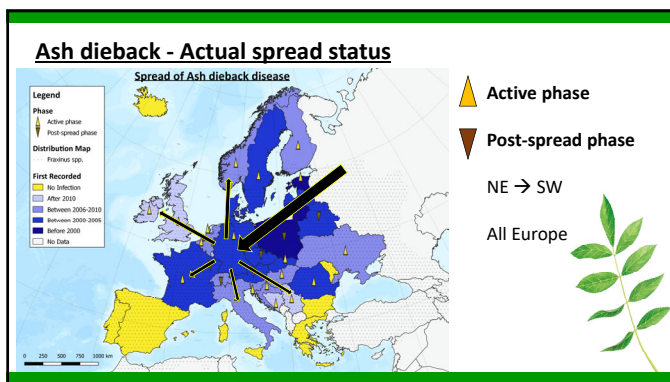 Ash dieback - Actual spread status
Spread of Ash dieback disease
Legend
Phase
Active phase
Post-spread phase
Distribution Map
Fraxinus spp.
First Recorded
No Infection
After 2010
Between 2006-2010
Between 2000-2005
Before 2000
No Data
0 250 500 750 1000 km
Active phase
Post-spread phase
NE → SW
All Europe